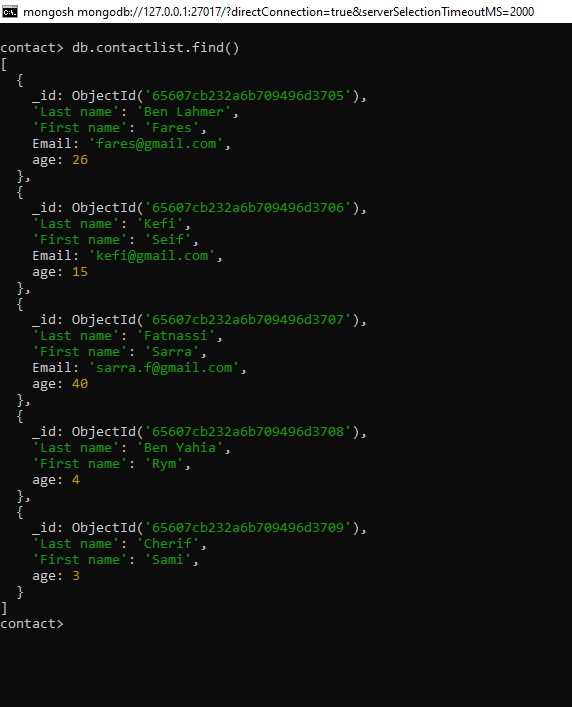 mongosh mongodb://127.0.0.1:27017/?directConnection=true&serverSelectionTimeoutMS=2000
contact> db.contactlist.find()
[
  {
    _id: ObjectId('65607cb232a6b709496d3705'),
    'Last name': 'Ben Lahmer',
    'First name': 'Fares',
    Email: 'fares@gmail.com',
    age: 26
  },
  {
    _id: ObjectId('65607cb232a6b709496d3706'),
    'Last name': 'Kefi',
    'First name': 'Seif',
    Email: 'kefi@gmail.com',
    age: 15
  },
  {
    _id: ObjectId('65607cb232a6b709496d3707'),
    'Last name': 'Fatnassi',
    'First name': 'Sarra',
    Email: 'sarra.f@gmail.com',
    age: 40
  },
  {
    _id: ObjectId('65607cb232a6b709496d3708'),
    'Last name': 'Ben Yahia',
    'First name': 'Rym',
    age: 4
  },
  {
    _id: ObjectId('65607cb232a6b709496d3709'),
    'Last name': 'Cherif',
    'First name': 'Sami',
    age: 3
  }
]
contact>